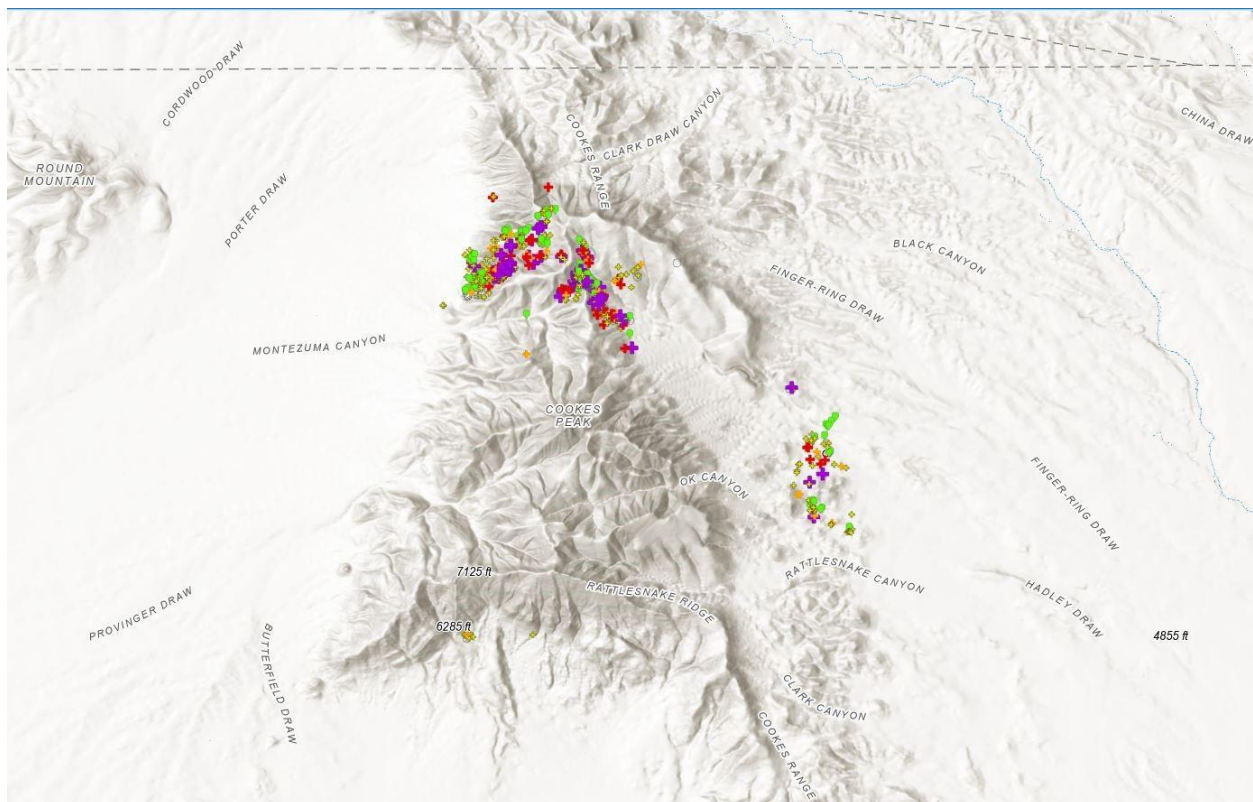 CORDWOOD DRAW
CHINA DRAW
COOKES RANGE
CLARK DRAW CANYON
ROUND
MOUNTAIN
PORTER DRAW
BLACK CANYON
FINGER-RING DRAW
MONTEZUMA CANYON
COOKES
PEAK
OK CANYON
FINGER-RING DRAW
7125 ft
RATTLESNAKE RIDGE
RATTLESNAKE CANYON
HADLEY DRAW
PROVINGER DRAW
6285 ft
4855 ft
BUTTERFIELD DRAW
CLARK CANYON
COOKES RANGE